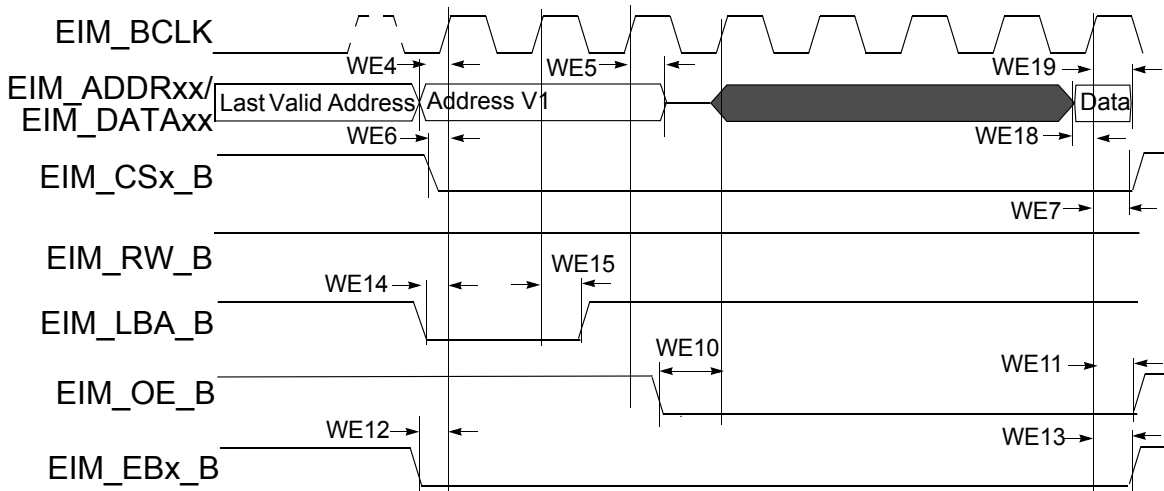 EIM_BCLK
WE4
WE5
WE19
EIM_ADDRxx/
EIM_DATAxx
Last Valid Address
Address V1
Data
WE6
WE18
EIM_CSx_B
WE7
EIM_RW_B
WE14
WE15
EIM_LBA_B
WE10
WE11
EIM_OE_B
WE12
WE13
EIM_EBx_B